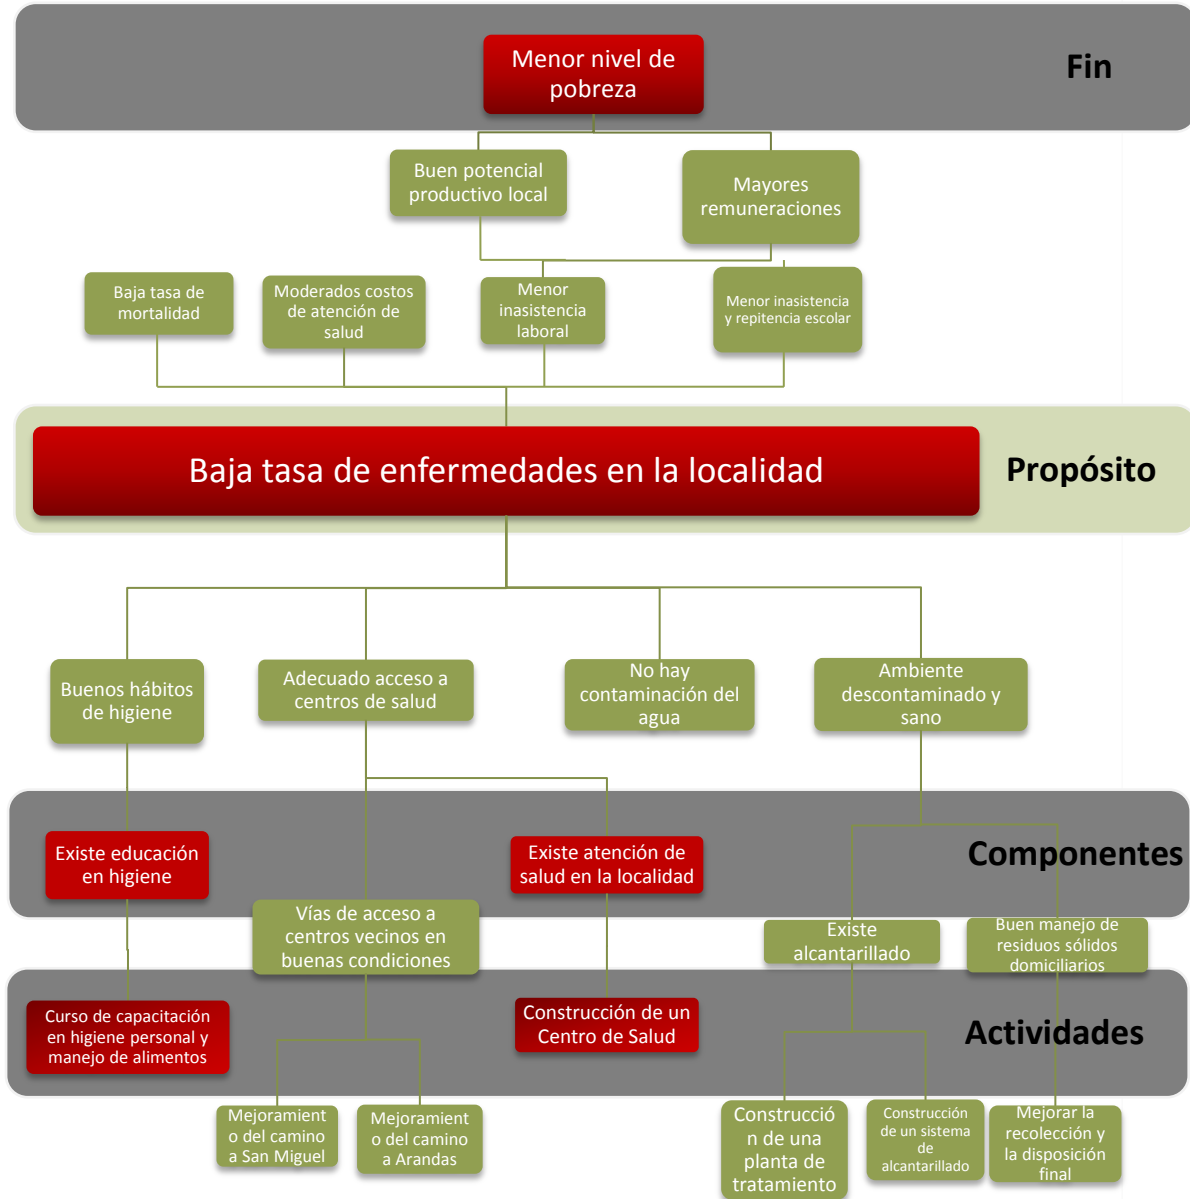 Menor nivel de
pobreza
Fin
Buen potencial
productivo local
Mayores
remuneraciones
Baja tasa de
mortalidad
Moderados costos
de atención de
salud
Menor
inasistencia
laboral
Menor inasistencia
y repitencia escolar
Baja tasa de enfermedades en la localidad
Propósito
Buenos hábitos
de higiene
Adecuado acceso a
centros de salud
No hay
contaminación del
agua
Ambiente
descontaminado y
sano
Existe educación
en higiene
Existe atención de
salud en la localidad
Componentes
Vías de acceso a
centros vecinos en
buenas condiciones
Existe
alcantarillado
Buen manejo de
residuos sólidos
domiciliarios
Curso de capacitación
en higiene personal y
manejo de alimentos
Construcción de un
Centro de Salud
Actividades
Mejoramient
o del camino
a San Miguel
Mejoramient
o del camino
a Arandas
Construcció
n de una
planta de
tratamiento
Construcción
de un sistema
de
alcantarillado
Mejorar la
recolección y
la disposición
final